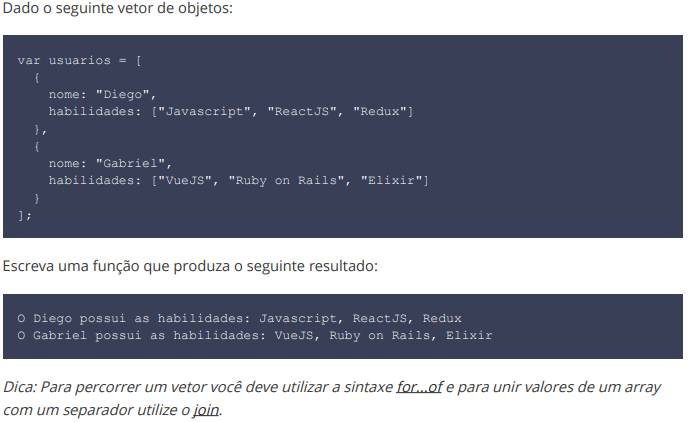 Dado o seguinte vetor de objetos:
var usuarios = [
  {
    nome: "Diego",
    habilidades: ["Javascript", "ReactJS", "Redux"]
  },
  {
    nome: "Gabriel",
    habilidades: ["VueJS", "Ruby on Rails", "Elixir"]
  }
];
Escreva uma função que produza o seguinte resultado:
O Diego possui as habilidades: Javascript, ReactJS, Redux
O Gabriel possui as habilidades: VueJS, Ruby on Rails, Elixir
Dica: Para percorrer um vetor você deve utilizar a sintaxe for...of e para unir valores de um array
com um separador utilize o join.